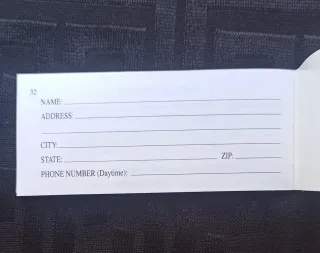 32
NAME:
ADDRESS:
CITY:
STATE: ZIP:
PHONE NUMBER (Daytime):